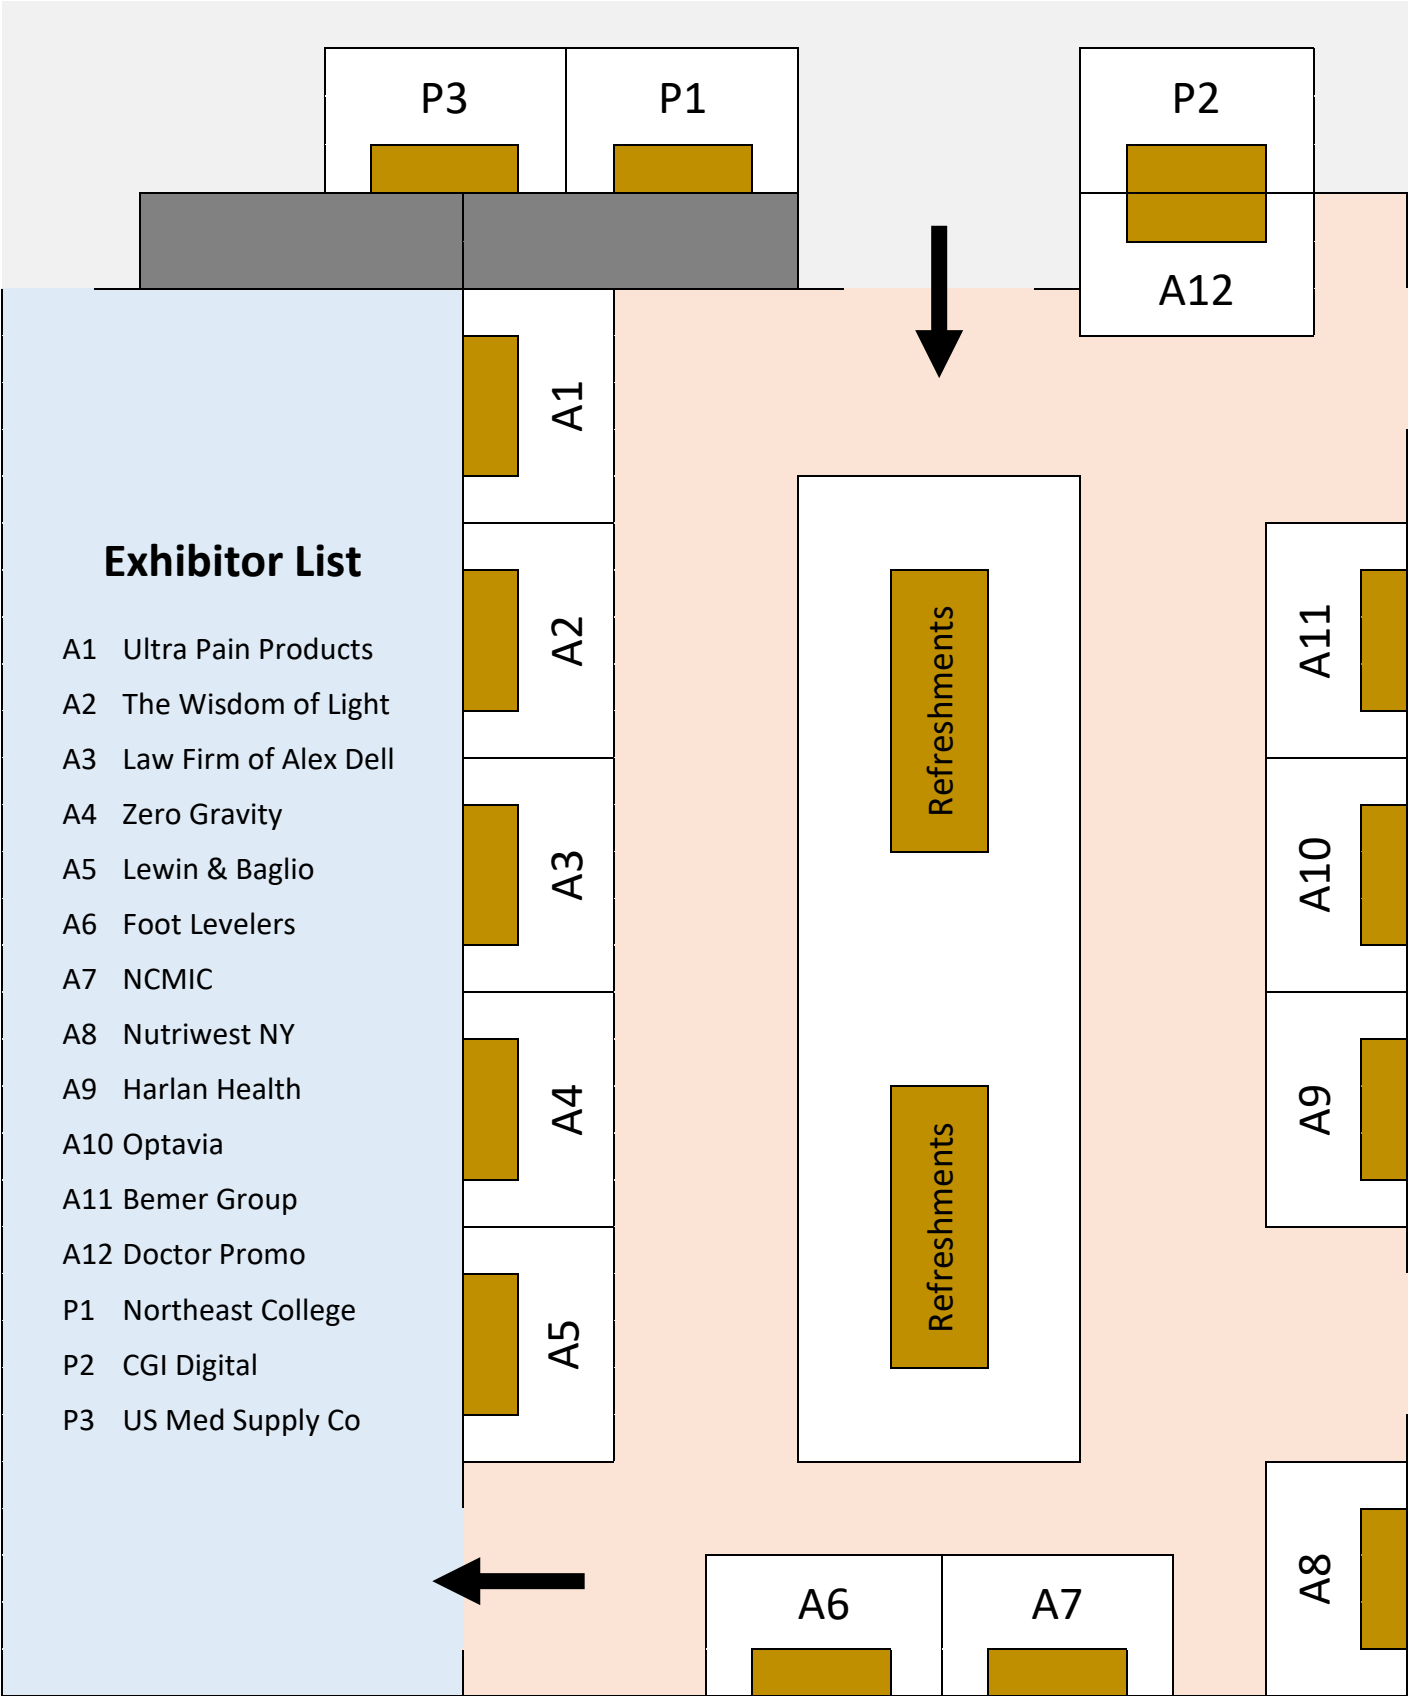 P3
P1
P2
A12
A1
Exhibitor List
A1 Ultra Pain Products
A2 The Wisdom of Light
A3 Law Firm of Alex Dell
A4 Zero Gravity
A5 Lewin & Baglio
A6 Foot Levelers
A7 NCMIC
A8 Nutriwest NY
A9 Harlan Health
A10 Optavia
A11 Bemer Group
A12 Doctor Promo
P1 Northeast College
P2 CGI Digital
P3 US Med Supply Co
A2
A3
A4
A5
Refreshments
Refreshments
A11
A10
A9
A8
A6
A7